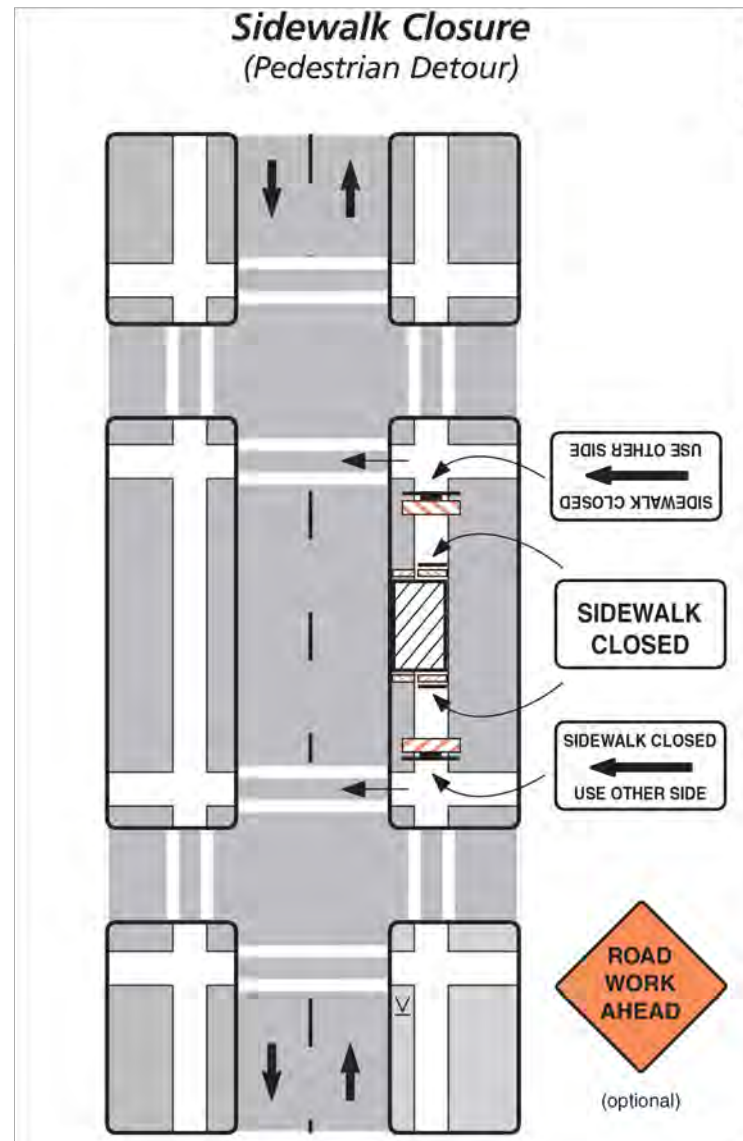 Sidewalk Closure
(Pedestrian Detour)
USE OTHER SIDE
SIDEWALK CLOSED
SIDEWALK
CLOSED
SIDEWALK CLOSED
USE OTHER SIDE
ROAD
WORK
AHEAD
(optional)